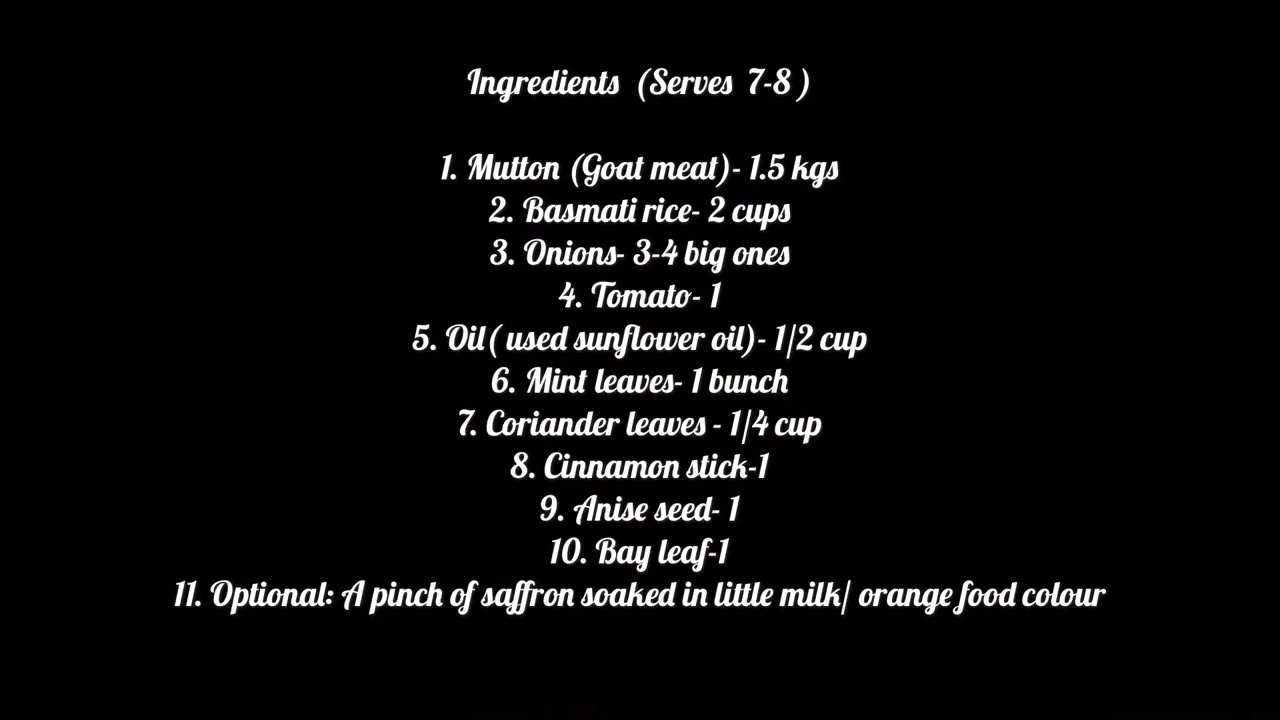 Ingredients (Serves 7-8 )
1. Mutton (Goat meat)- 1.5 kgs
2. Basmati rice- 2 cups
3. Onions- 3-4 big ones
4. Tomato- 1
5. Oil( used sunflower oil)- 1/2 cup
6. Mint leaves- 1 bunch
7. Coriander leaves - 1/4 cup
8. Cinnamon stick-1
9. Anise seed- 1
10. Bay leaf-1
11. Optional: A pinch of saffron soaked in little milk/ orange food colour